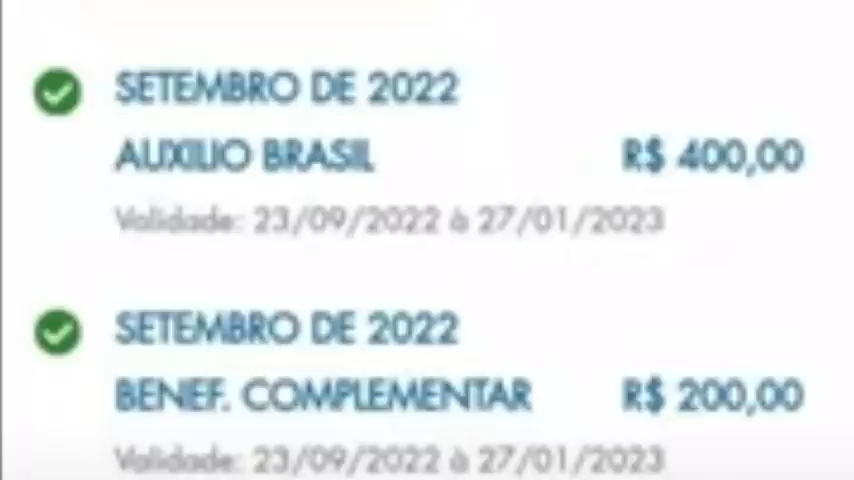 SETEMBRO DE 2022
AUXILIO BRASIL R$ 400,00
Validade: 23/09/2022 à 27/01/2023
SETEMBRO DE 2022
BENEF. COMPLEMENTAR R$ 200,00
Validade: 23/09/2022 à 27/01/2023